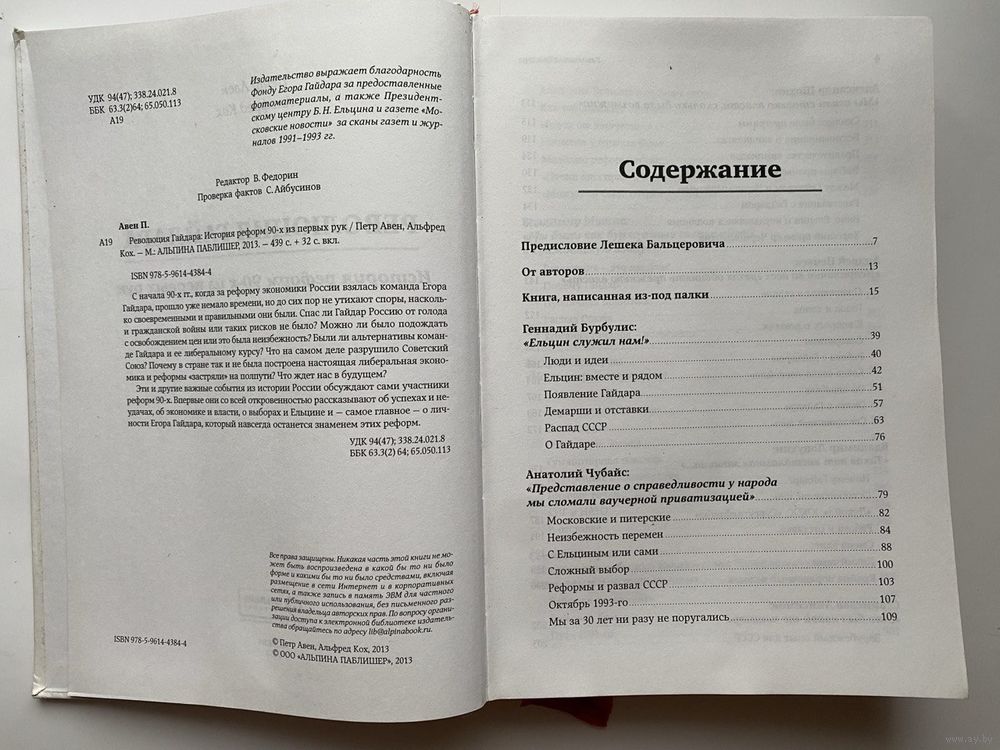 УДК 94(47); 338.24.021.8
ББК 63.3(2)64; 65.050.113
А19
Издательство выражает благодарность
фонду Егора Гайдара за предоставленные
фотоматериалы, а также Президент-
скому центру Б. Н. Ельцина и газете «Мо-
сковские новости» за сканы газет и жур-
налов 1991–1993 гг.
Редактор В. Федорин
Проверка фактов С. Айбусинов
Авен П.
А19 Революция Гайдара: История реформ 90-х из первых рук / Петр Авен, Альфред
Кох. — М.: АЛЬПИНА ПАБЛИШЕР, 2013. — 439 с. + 32 с. вкл.
ISBN 978-5-9614-4384-4
С начала 90-х гг., когда за реформу экономики России взялась команда Егора
Гайдара, прошло уже немало времени, но до сих пор не утихают споры, насколь-
ко своевременными и правильными они были. Спас ли Гайдар Россию от голода
и гражданской войны или таких рисков не было? Можно ли было подождать
с освобождением цен или это была неизбежность? Были ли альтернативы коман-
де Гайдара и ее либеральному курсу? Что на самом деле разрушило Советский
Союз? Почему в стране так и не была построена настоящая либеральная эконо-
мика и реформы «застряли» на полпути? Что ждет нас в будущем?
Эти и другие важные события из истории России обсуждают сами участники
реформ 90-х. Впервые они со всей откровенностью рассказывают об успехах и не-
удачах, об экономике и власти, о выборах и Ельцине и — самое главное — о лич-
ности Егора Гайдара, который навсегда останется знаменем этих реформ.
УДК 94(47); 338.24.021.8
ББК 63.3(2) 64; 65.050.113
Все права защищены. Никакая часть этой книги не мо-
жет быть воспроизведена в какой бы то ни было
форме и какими бы то ни было средствами, включая
размещение в сети Интернет и в корпоративных
сетях, а также запись в память ЭВМ для частного
или публичного использования, без письменного раз-
решения владельца авторских прав. По вопросу органи-
зации доступа к электронной библиотеке издатель-
ства обращайтесь по адресу lib@alpinabook.ru.
© Петр Авен, Альфред Кох, 2013
ISBN 978-5-9614-4384-4
© ООО «АЛЬПИНА ПАБЛИШЕР», 2013
Содержание
Предисловие Лешека Бальцеровича 7
От авторов 13
Книга, написанная из-под палки 15
Геннадий Бурбулис:
«Ельцин служил нам!» 39
Люди и идеи 40
Ельцин: вместе и рядом 42
Появление Гайдара 51
Демарши и отставки 57
Распад СССР 63
О Гайдаре 76
Анатолий Чубайс:
«Представление о справедливости у народа
мы сломали ваучерной приватизацией» 79
Московские и питерские 82
Неизбежность перемен 84
С Ельциным или сами 88
Сложный выбор 100
Реформы и развал СССР 103
Октябрь 1993-го 107
Мы за 30 лет ни разу не поругались 109
www.ay.by